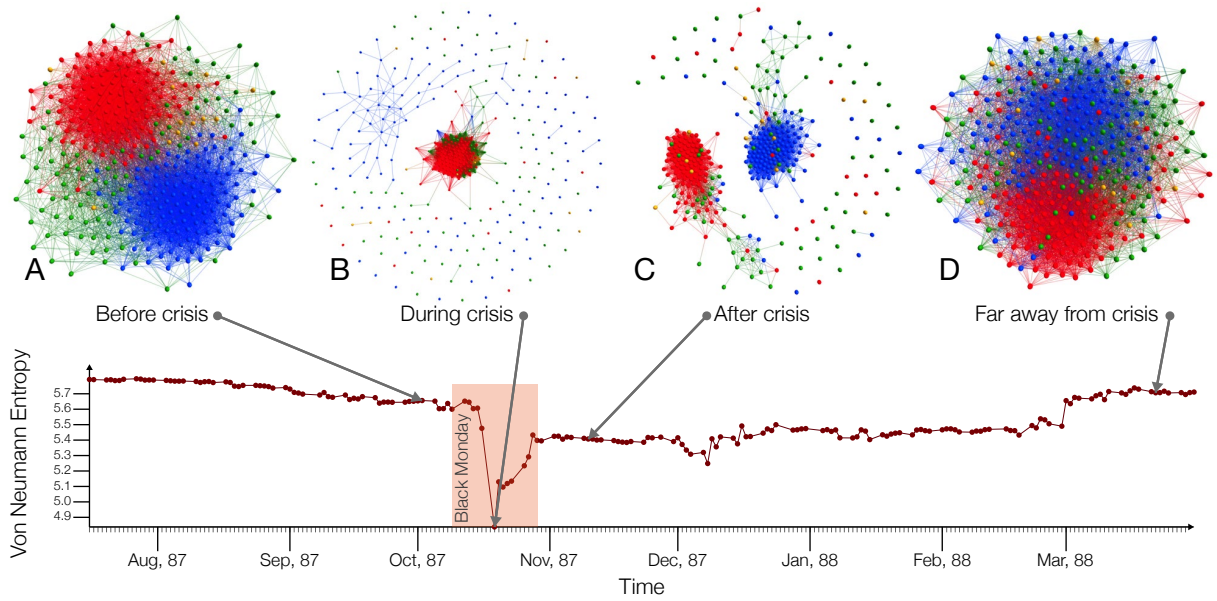 A
B
C
D
Before crisis
During crisis
After crisis
Far away from crisis
Von Neumann Entropy
5.7
5.6
5.5
5.4
5.3
5.2
5.1
5.0
4.9
Black Monday
Aug, 87
Sep, 87
Oct, 87
Nov, 87
Dec, 87
Jan, 88
Feb, 88
Mar, 88
Time